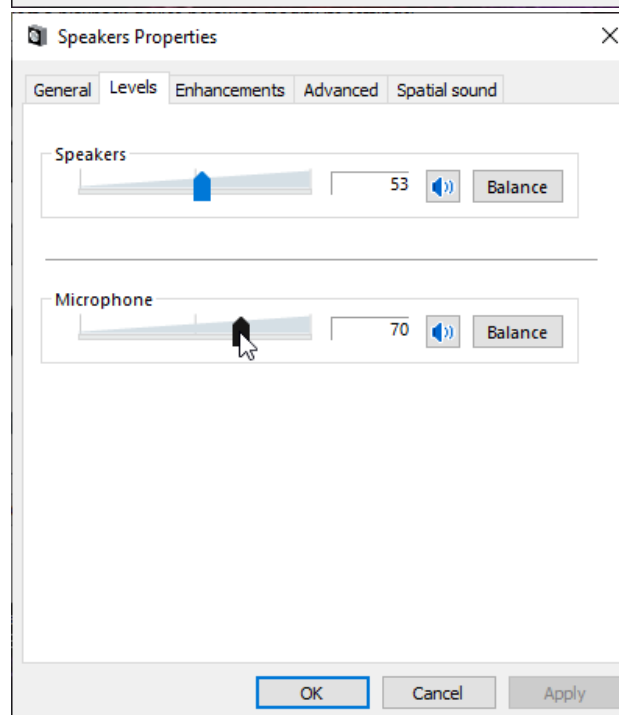 Speakers Properties
General Levels Enhancements Advanced Spatial sound
Speakers
53 Balance
Microphone
70 Balance
OK Cancel Apply